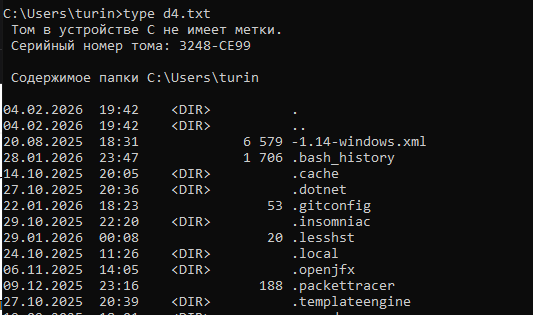 C:\Users\turin>type d4.txt
Том в устройстве C не имеет метки.
Серийный номер тома: 3248-CE99
Содержимое папки C:\Users\turin
04.02.2026 19:42 <DIR> .
04.02.2026 19:42 <DIR> ..
20.08.2025 18:31 6 579 -1.14-windows.xml
28.01.2026 23:47 1 706 .bash_history
14.10.2025 20:05 <DIR> .cache
27.10.2025 20:36 <DIR> .dotnet
22.01.2026 18:23 53 .gitconfig
29.10.2025 22:20 <DIR> .insomniac
29.01.2026 00:08 20 .lesshst
24.10.2025 11:26 <DIR> .local
06.11.2025 14:05 <DIR> .openjfx
09.12.2025 23:16 188 .packettracer
27.10.2025 20:39 <DIR> .templateengine